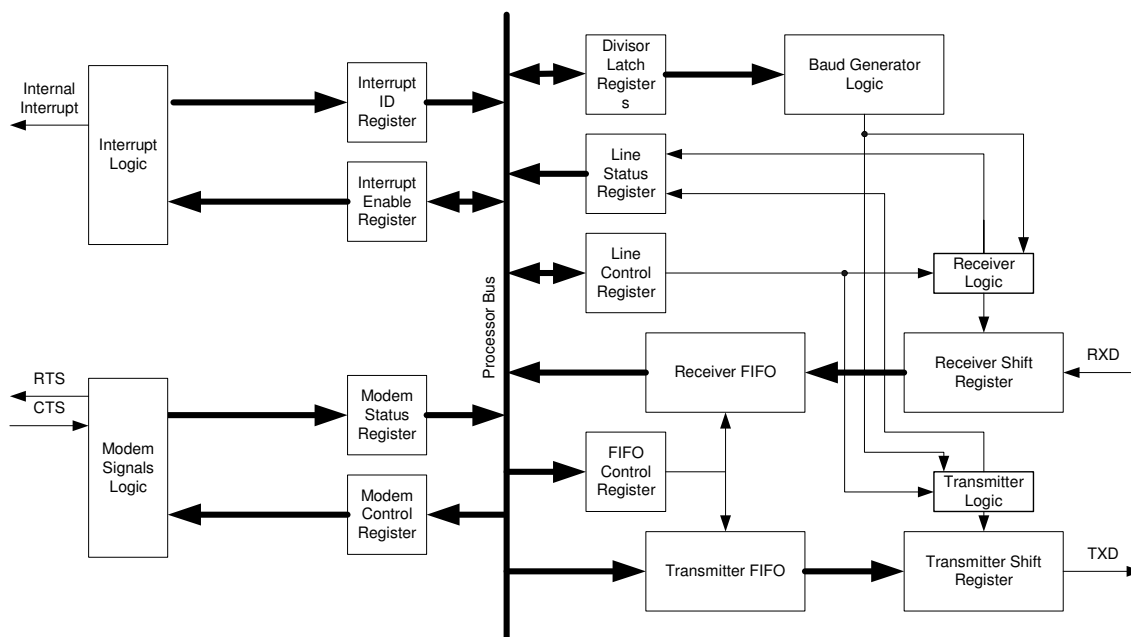 Internal
Interrupt
Interrupt
Logic
Interrupt
ID
Register
Interrupt
Enable
Register
RTS
CTS
Modem
Signals
Logic
Modem
Status
Register
Modem
Control
Register
Processor Bus
Divisor
Latch
Register
s
Baud Generator
Logic
Line
Status
Register
Line
Control
Register
Receiver
Logic
Receiver FIFO
Receiver Shift
Register
RXD
FIFO
Control
Register
Transmitter
Logic
Transmitter FIFO
Transmitter Shift
Register
TXD